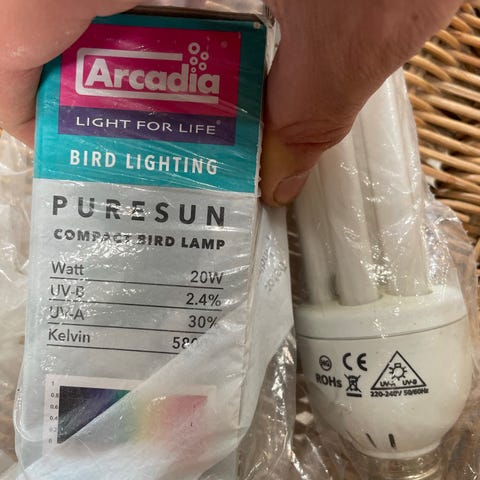 Arcadia
LIGHT FOR LIFE
BIRD LIGHTING
PURESUN
COMPACT BIRD LAMP
Watt 20W
UV-B 2.4%
UV-A 30%
Kelvin
CE
ROHS
UV-A UV-B
220-240V 50/60Hz